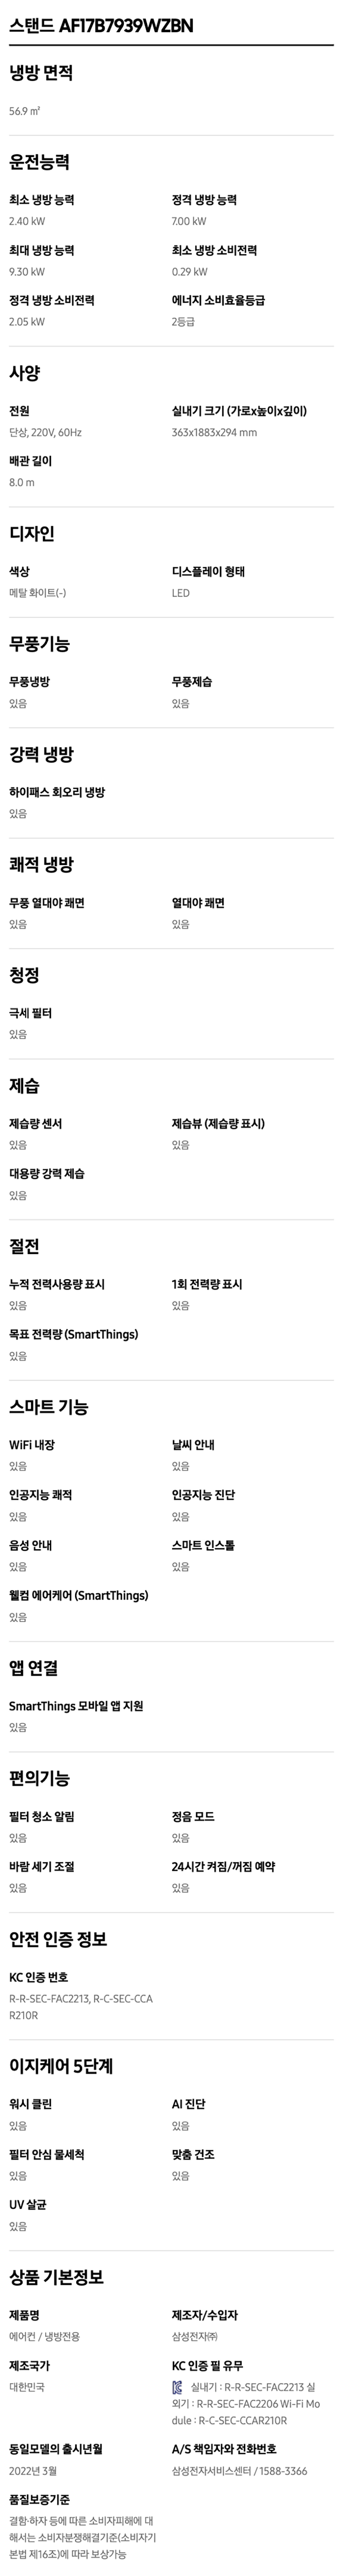 스탠드 AF17B7939WZBN
냉방 면적
56.9 ㎡
운전능력
최소 냉방 능력
2.40 kW
정격 냉방 능력
7.00 kW
최대 냉방 능력
9.30 kW
최소 냉방 소비전력
0.29 kW
정격 냉방 소비전력
2.05 kW
에너지 소비효율등급
2등급
사양
전원
단상, 220V, 60Hz
실내기 크기 (가로x높이x깊이)
363x1883x294 mm
배관 길이
8.0 m
디자인
색상
메탈 화이트(-)
디스플레이 형태
LED
무풍기능
무풍냉방
있음
무풍제습
있음
강력 냉방
하이패스 회오리 냉방
있음
쾌적 냉방
무풍 열대야 쾌면
있음
열대야 쾌면
있음
청정
극세 필터
있음
제습
제습량 센서
있음
제습뷰 (제습량 표시)
있음
대용량 강력 제습
있음
절전
누적 전력사용량 표시
있음
1회 전력량 표시
있음
목표 전력량 (SmartThings)
있음
스마트 기능
WiFi 내장
있음
날씨 안내
있음
인공지능 쾌적
있음
인공지능 진단
있음
음성 안내
있음
스마트 인스톨
있음
웰컴 에어케어 (SmartThings)
있음
앱 연결
SmartThings 모바일 앱 지원
있음
편의기능
필터 청소 알림
있음
정음 모드
있음
바람 세기 조절
있음
24시간 켜짐/꺼짐 예약
있음
안전 인증 정보
KC 인증 번호
R-R-SEC-FAC2213, R-C-SEC-CCA
R210R
이지케어 5단계
워시 클린
있음
AI 진단
있음
필터 안심 물세척
있음
맞춤 건조
있음
UV 살균
있음
상품 기본정보
제품명
에어컨 / 냉방전용
제조자/수입자
삼성전자㈜
제조국가
대한민국
KC 인증 필 유무
실내기 : R-R-SEC-FAC2213 실
외기 : R-R-SEC-FAC2206 Wi-Fi Mo
dule : R-C-SEC-CCAR210R
동일모델의 출시년월
2022년 3월
A/S 책임자와 전화번호
삼성전자서비스센터 / 1588-3366
품질보증기준
결함·하자 등에 따른 소비자피해에 대
해서는 소비자분쟁해결기준(소비자기
본법 제16조)에 따라 보상가능